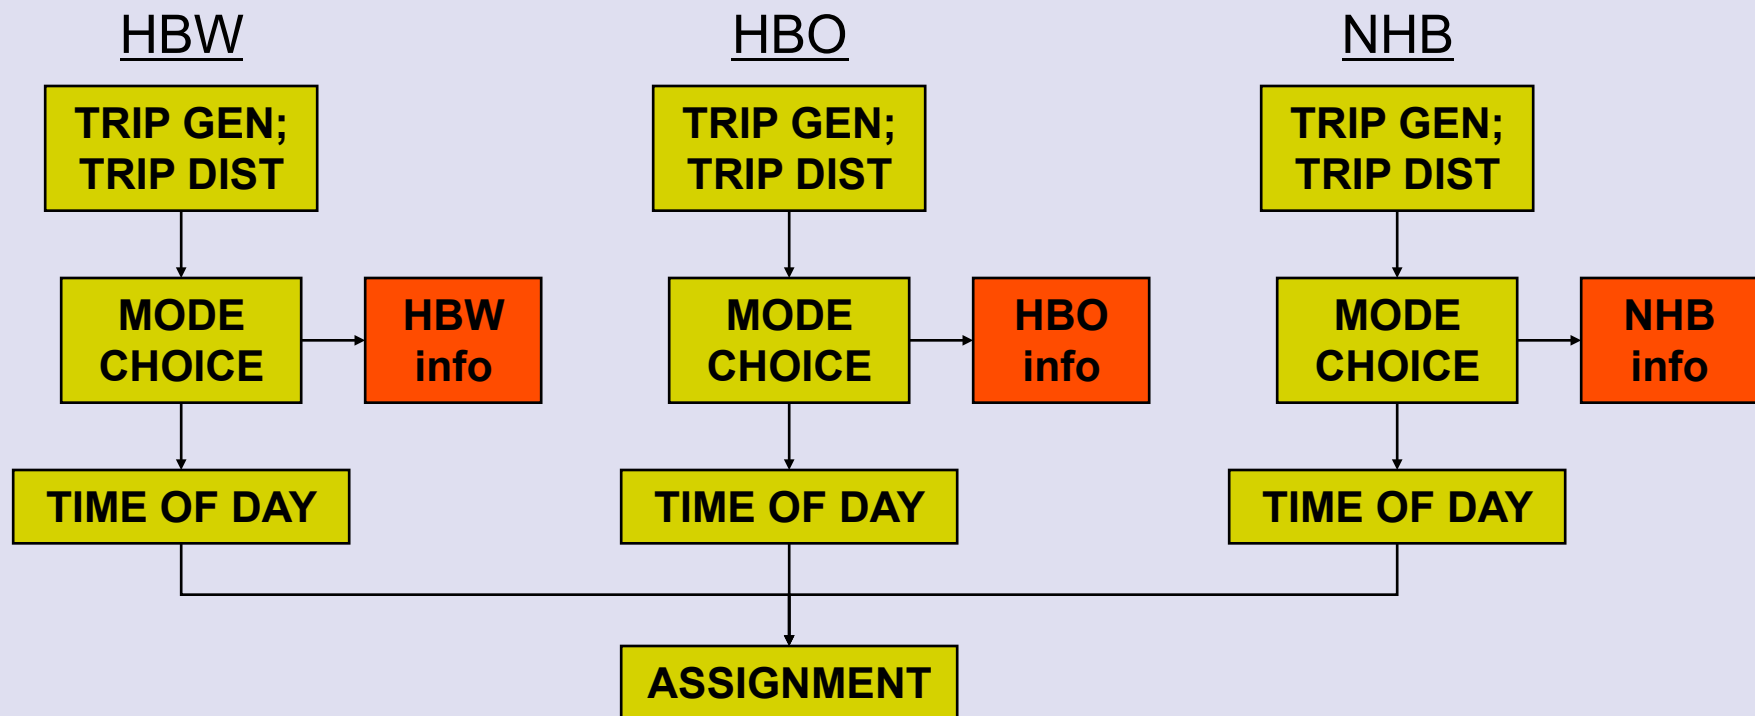 HBW
HBO
NHB
TRIP GEN;
TRIP DIST
TRIP GEN;
TRIP DIST
TRIP GEN;
TRIP DIST
MODE
CHOICE
HBW
info
MODE
CHOICE
HBO
info
MODE
CHOICE
NHB
info
TIME OF DAY
TIME OF DAY
TIME OF DAY
ASSIGNMENT